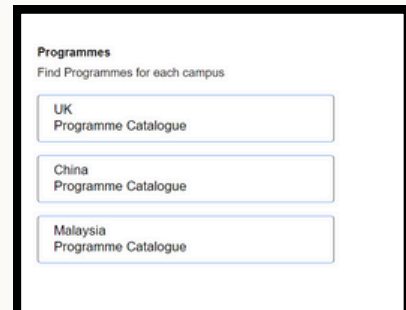 Programmes
Find Programmes for each campus
UK
Programme Catalogue
China
Programme Catalogue
Malaysia
Programme Catalogue